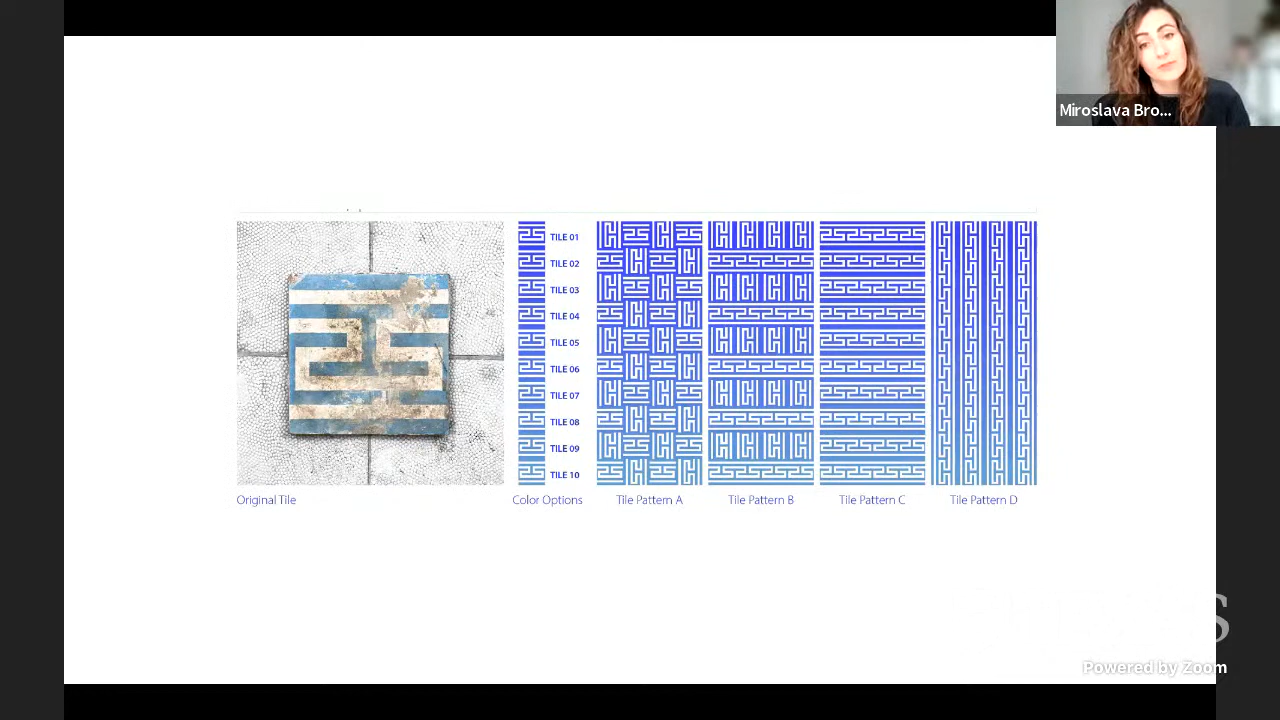 Miroslava Bro...
TILE 01
TILE 02
TILE 03
TILE 04
TILE 05
TILE 06
TILE 07
TILE 08
TILE 09
TILE 10
Original Tile
Color Options
Tile Pattern A
Tile Pattern B
Tile Pattern C
Tile Pattern D
S
Powered by Zoom